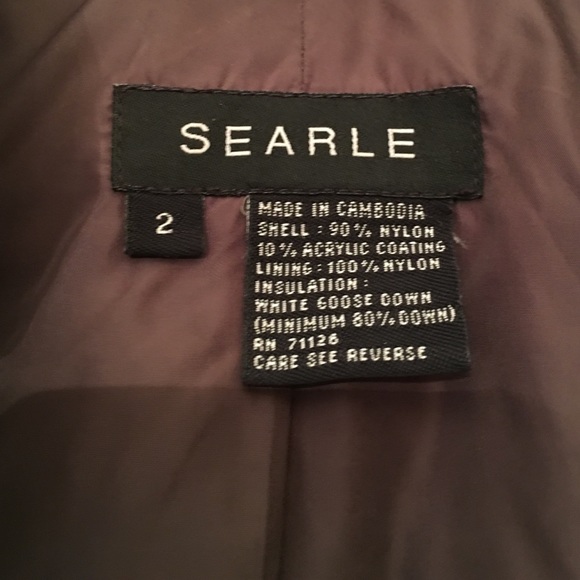 SEARLE
2
MADE IN CAMBODIA
SHELL : 90% NYLON
10% ACRYLIC COATING
LINING : 100% NYLON
INSULATION :
WHITE GOOSE DOWN
(MINIMUM 80% DOWN)
RN 71126
CARE SEE REVERSE